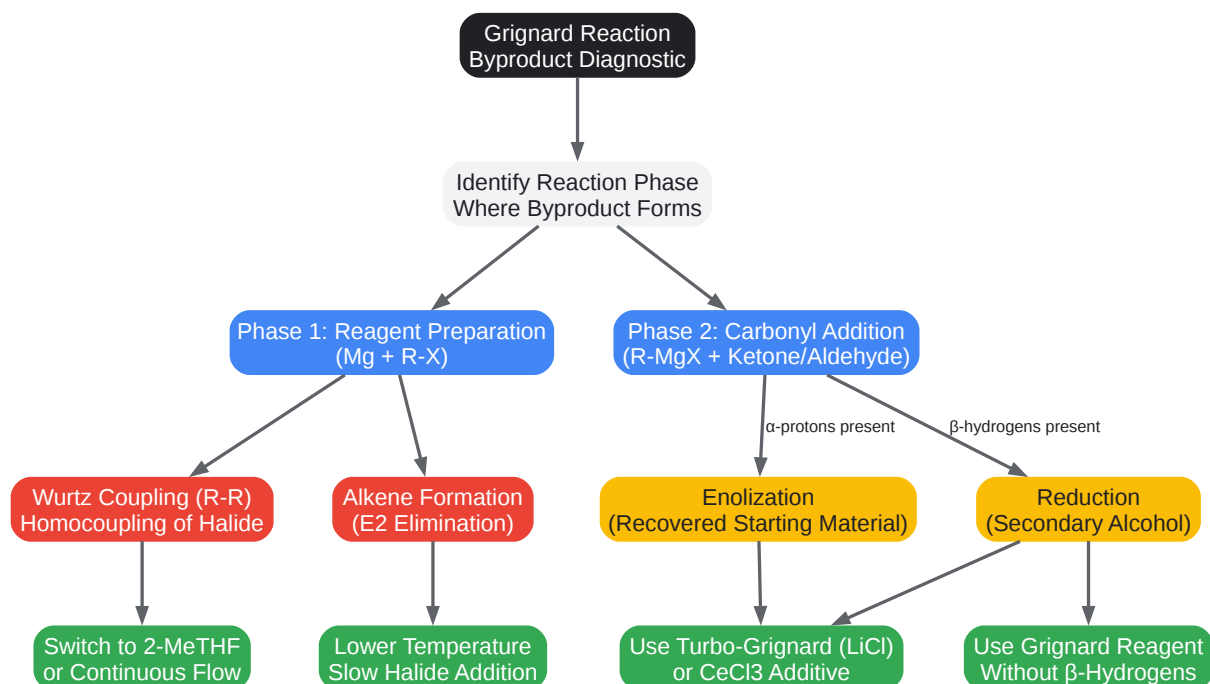 Grignard Reaction
Byproduct Diagnostic
Identify Reaction Phase
Where Byproduct Forms
Phase 1: Reagent Preparation
(Mg + R-X)
Phase 2: Carbonyl Addition
(R-MgX + Ketone/Aldehyde)
α-protons present
β-hydrogens present
Wurtz Coupling (R-R)
Homocoupling of Halide
Alkene Formation
(E2 Elimination)
Enolization
(Recovered Starting Material)
Reduction
(Secondary Alcohol)
Switch to 2-MeTHF
or Continuous Flow
Lower Temperature
Slow Halide Addition
Use Turbo-Grignard (LiCl)
or CeCl3 Additive
Use Grignard Reagent
Without β-Hydrogens